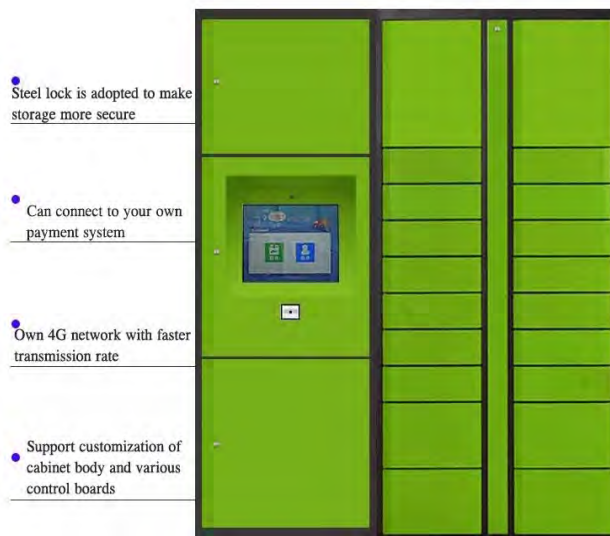 Steel lock is adopted to make
storage more secure
Can connect to your own
payment system
Own 4G network with faster
transmission rate
Support customization of
cabinet body and various
control boards